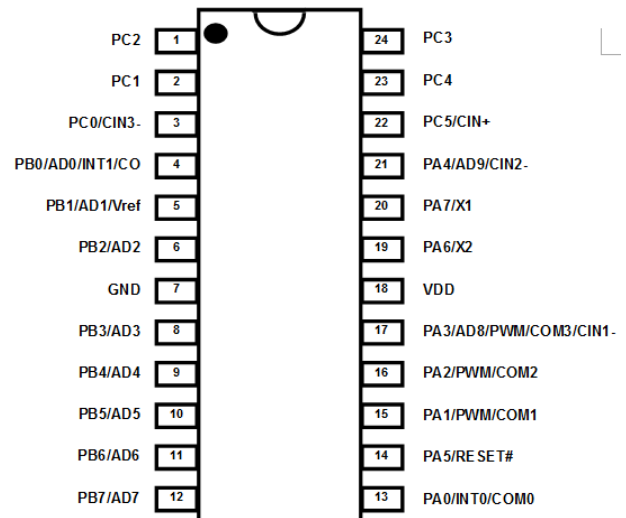 PC2 1 24 PC3
PC1 2 23 PC4
PC0/CIN3- 3 22 PC5/CIN+
PB0/AD0/INT1/CO 4 21 PA4/AD9/CIN2-
PB1/AD1/Vref 5 20 PA7/X1
PB2/AD2 6 19 PA6/X2
GND 7 18 VDD
PB3/AD3 8 17 PA3/AD8/PWM/COM3/CIN1-
PB4/AD4 9 16 PA2/PWM/COM2
PB5/AD5 10 15 PA1/PWM/COM1
PB6/AD6 11 14 PA5/RESET#
PB7/AD7 12 13 PA0/INT0/COM0